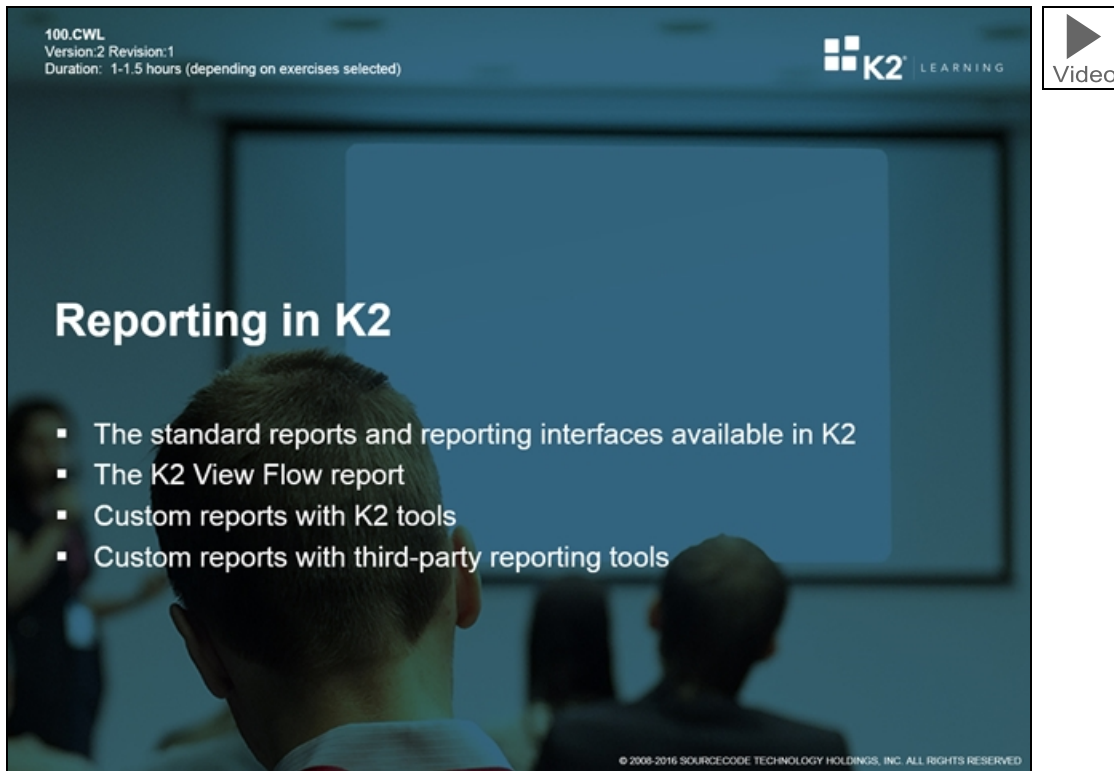 100.CWL
Version:2 Revision:1
Duration: 1-1.5 hours (depending on exercises selected)
K2 LEARNING
Video
Reporting in K2
▪ The standard reports and reporting interfaces available in K2
▪ The K2 View Flow report
▪ Custom reports with K2 tools
▪ Custom reports with third-party reporting tools
© 2008-2016 SOURCECODE TECHNOLOGY HOLDINGS, INC. ALL RIGHTS RESERVED